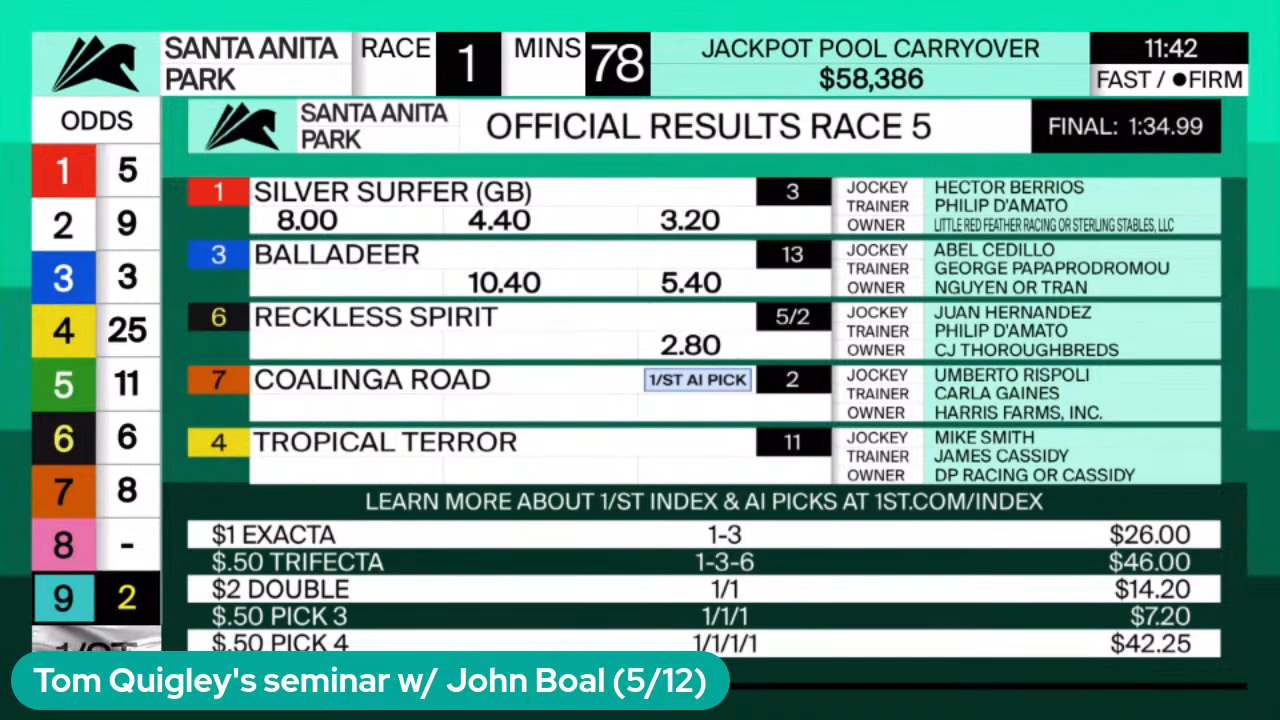 SANTA ANITA PARK
RACE 1
MINS 78
JACKPOT POOL CARRYOVER
$58,386
11:42
FAST / ●FIRM
ODDS
1 5
2 9
3 3
4 25
5 11
6 6
7 8
8 -
9 2
SANTA ANITA PARK
OFFICIAL RESULTS RACE 5
FINAL: 1:34.99
1 SILVER SURFER (GB) 3
8.00 4.40 3.20
JOCKEY HECTOR BERRIOS
TRAINER PHILIP D'AMATO
OWNER LITTLE RED FEATHER RACING OR STERLING STABLES, LLC
3 BALLADEER 13
10.40 5.40
JOCKEY ABEL CEDILLO
TRAINER GEORGE PAPAPRODROMOU
OWNER NGUYEN OR TRAN
6 RECKLESS SPIRIT 5/2
2.80
JOCKEY JUAN HERNANDEZ
TRAINER PHILIP D'AMATO
OWNER CJ THOROUGHBREDS
7 COALINGA ROAD 1/ST AI PICK 2
JOCKEY UMBERTO RISPOLI
TRAINER CARLA GAINES
OWNER HARRIS FARMS, INC.
4 TROPICAL TERROR 11
JOCKEY MIKE SMITH
TRAINER JAMES CASSIDY
OWNER DP RACING OR CASSIDY
LEARN MORE ABOUT 1/ST INDEX & AI PICKS AT 1ST.COM/INDEX
$1 EXACTA 1-3 $26.00
$.50 TRIFECTA 1-3-6 $46.00
$2 DOUBLE 1/1 $14.20
$.50 PICK 3 1/1/1 $7.20
$.50 PICK 4 1/1/1/1 $42.25
Tom Quigley's seminar w/ John Boal (5/12)